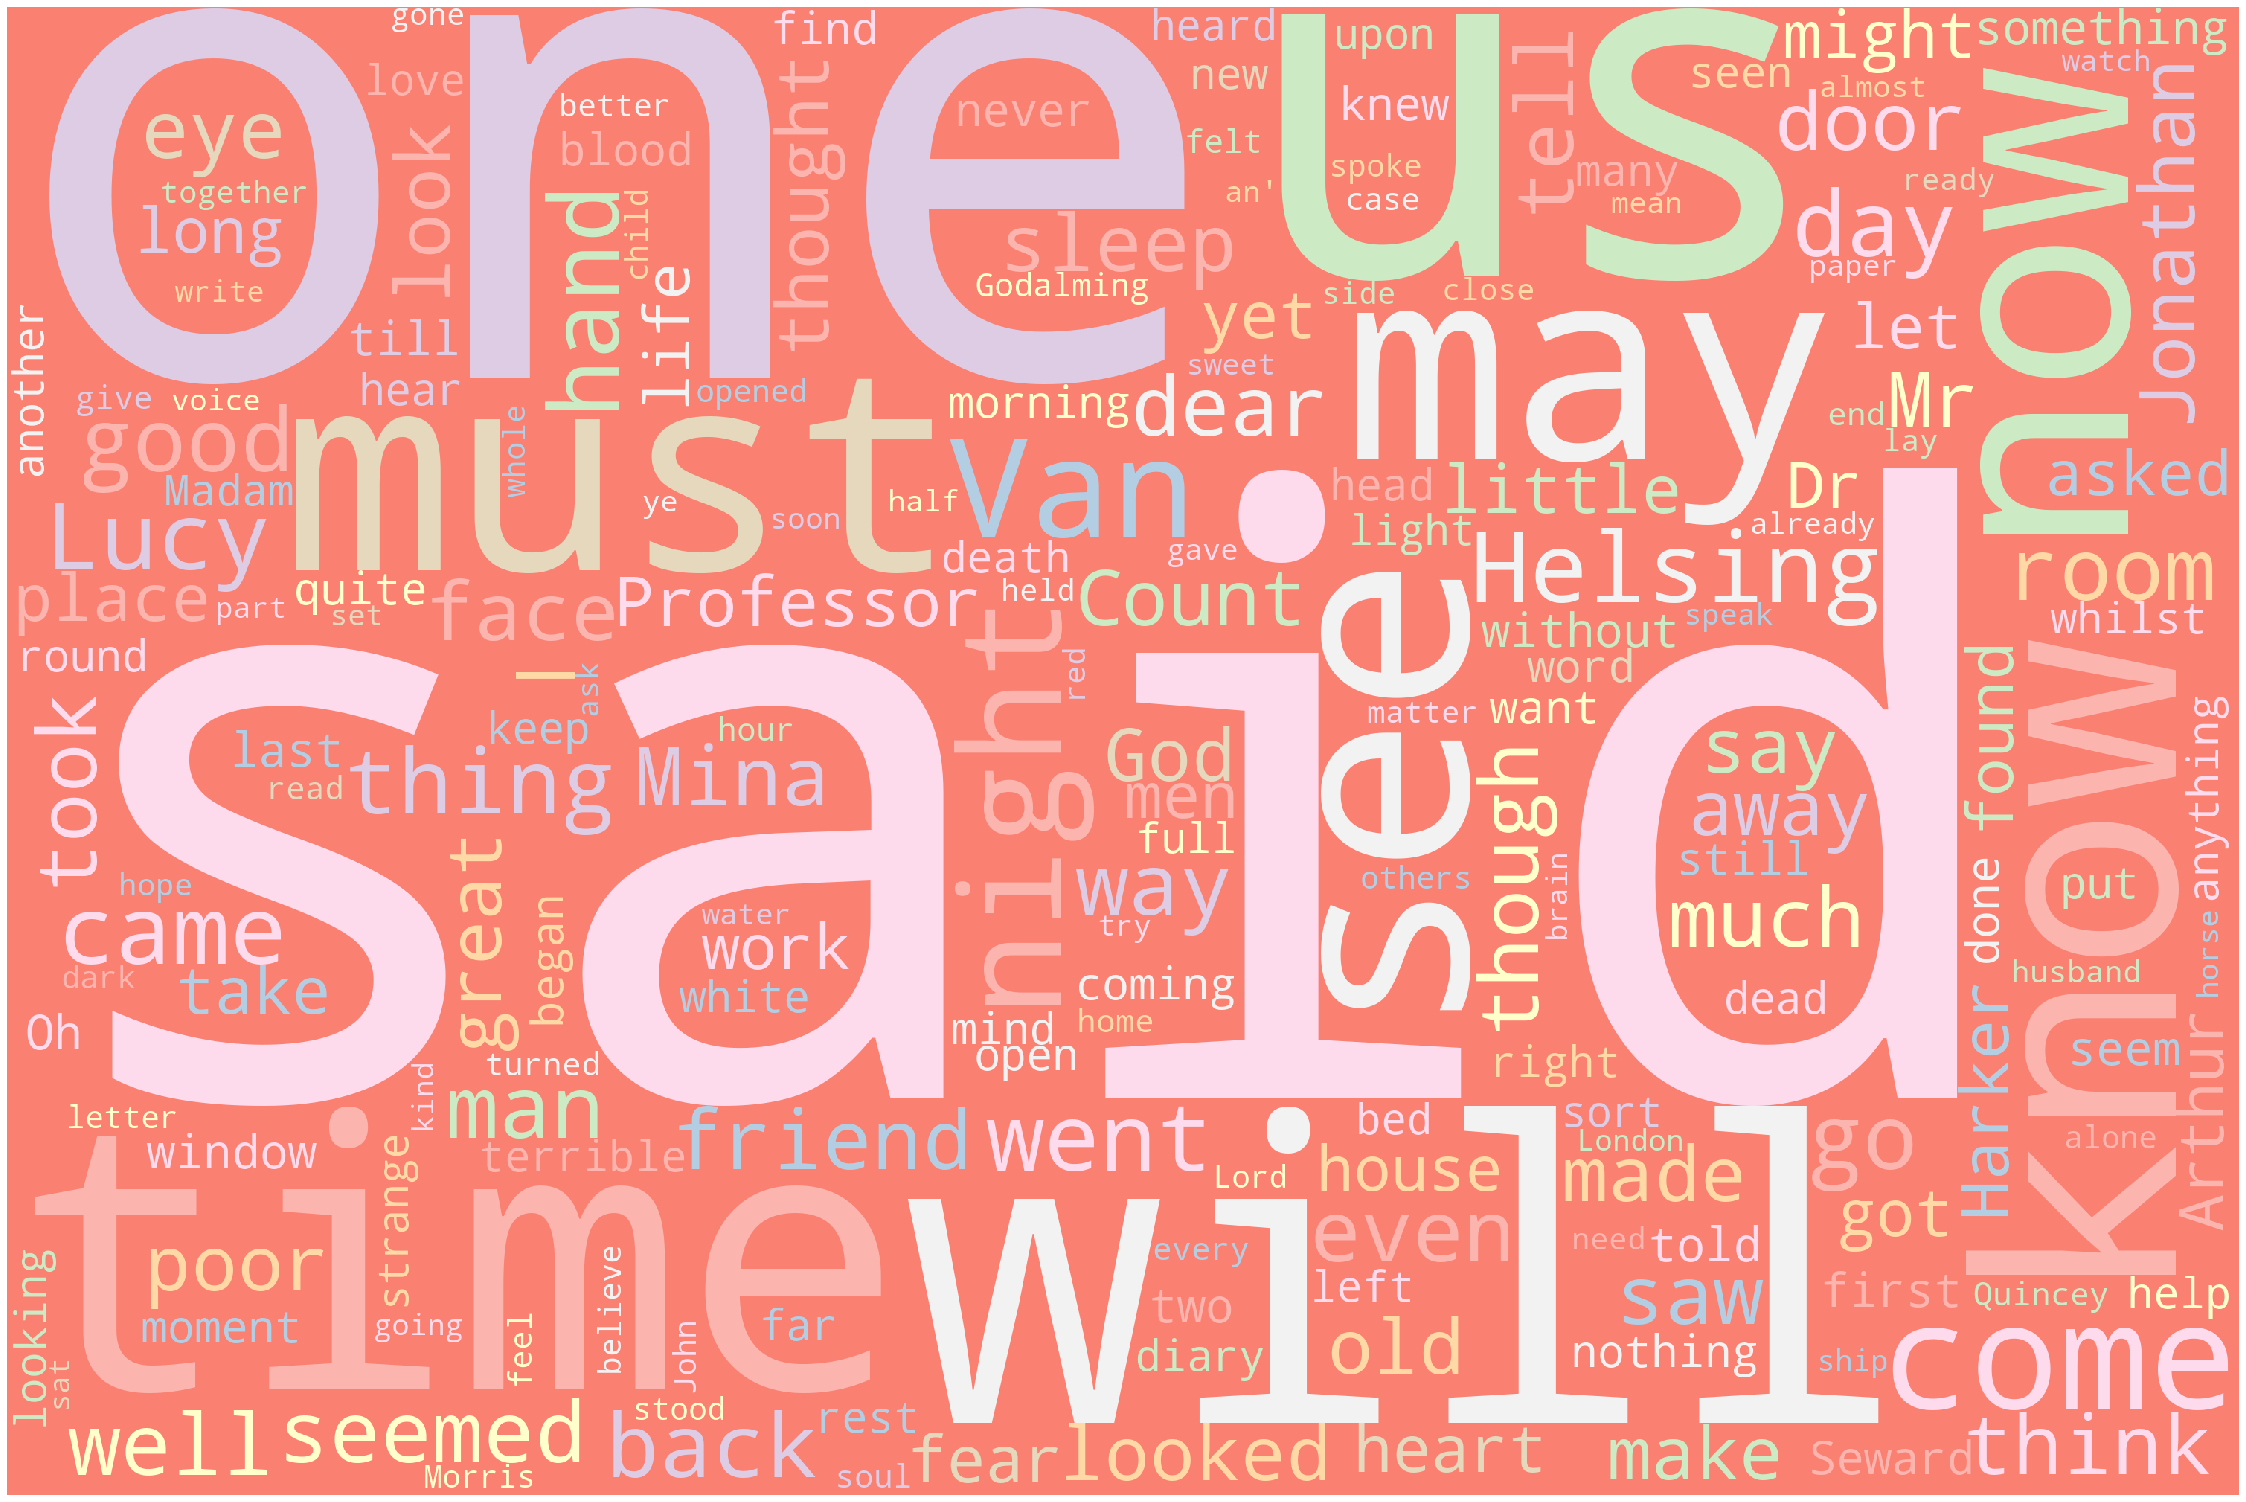 one
us
gone
find
heard
upon
might
something
love
thought
new
tell
seen
watch
eye
look
better
never
knew
almost
now
Jonathan
together
blood
felt
spoke
door
long
hand
child
sleep
an'
case
many
mean
ready
write
life
Godalming
side
close
day
paper
another
till
yet
may
let
hear
opened
sweet
give
voice
must
morning
dear
end
Mr
good
whole
Van
lay
Madam
ye
soon
half
head
little
Dr
asked
Lucy
death
gave
light
Helsing
already
place
part
quite
set
face
Professor
held
Count
see
without
speak
room
whilst
round
said
I
ask
night
red
word
know
took
last
read
thing
keep
Mina
hour
God
men
matter
want
though
say
found
anything
hope
great
water
full
way
others
brain
away
still
much
put
came
dark
take
began
work
white
try
coming
home
dead
done
husband
horse
Oh
turned
mind
open
right
Harker
seem
Arthur
letter
kind
man
friend
went
bed
sort
go
alone
window
strange
terrible
Lord
house
London
made
time
will
even
every
need
told
got
poor
believe
left
saw
first
Quincey
help
looking
moment
going
feel
John
far
two
diary
old
nothing
ship
come
sat
well
seemed
stood
back
rest
soul
fear
looked
heart
make
Seward
think
Morris